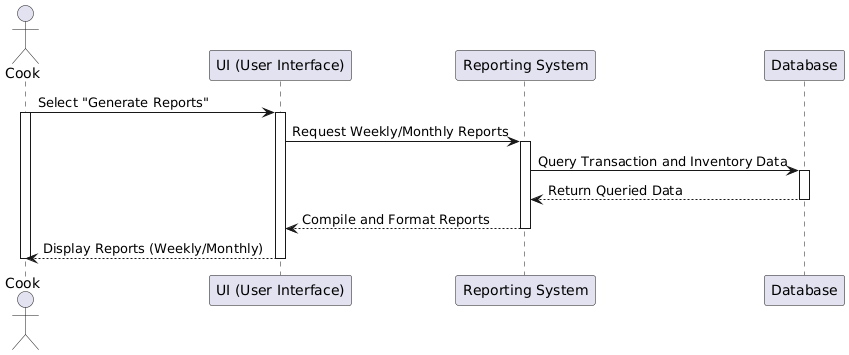 Cook
UI (User Interface)
Reporting System
Database
Select "Generate Reports"
Request Weekly/Monthly Reports
Query Transaction and Inventory Data
Return Queried Data
Compile and Format Reports
Display Reports (Weekly/Monthly)
Cook
UI (User Interface)
Reporting System
Database